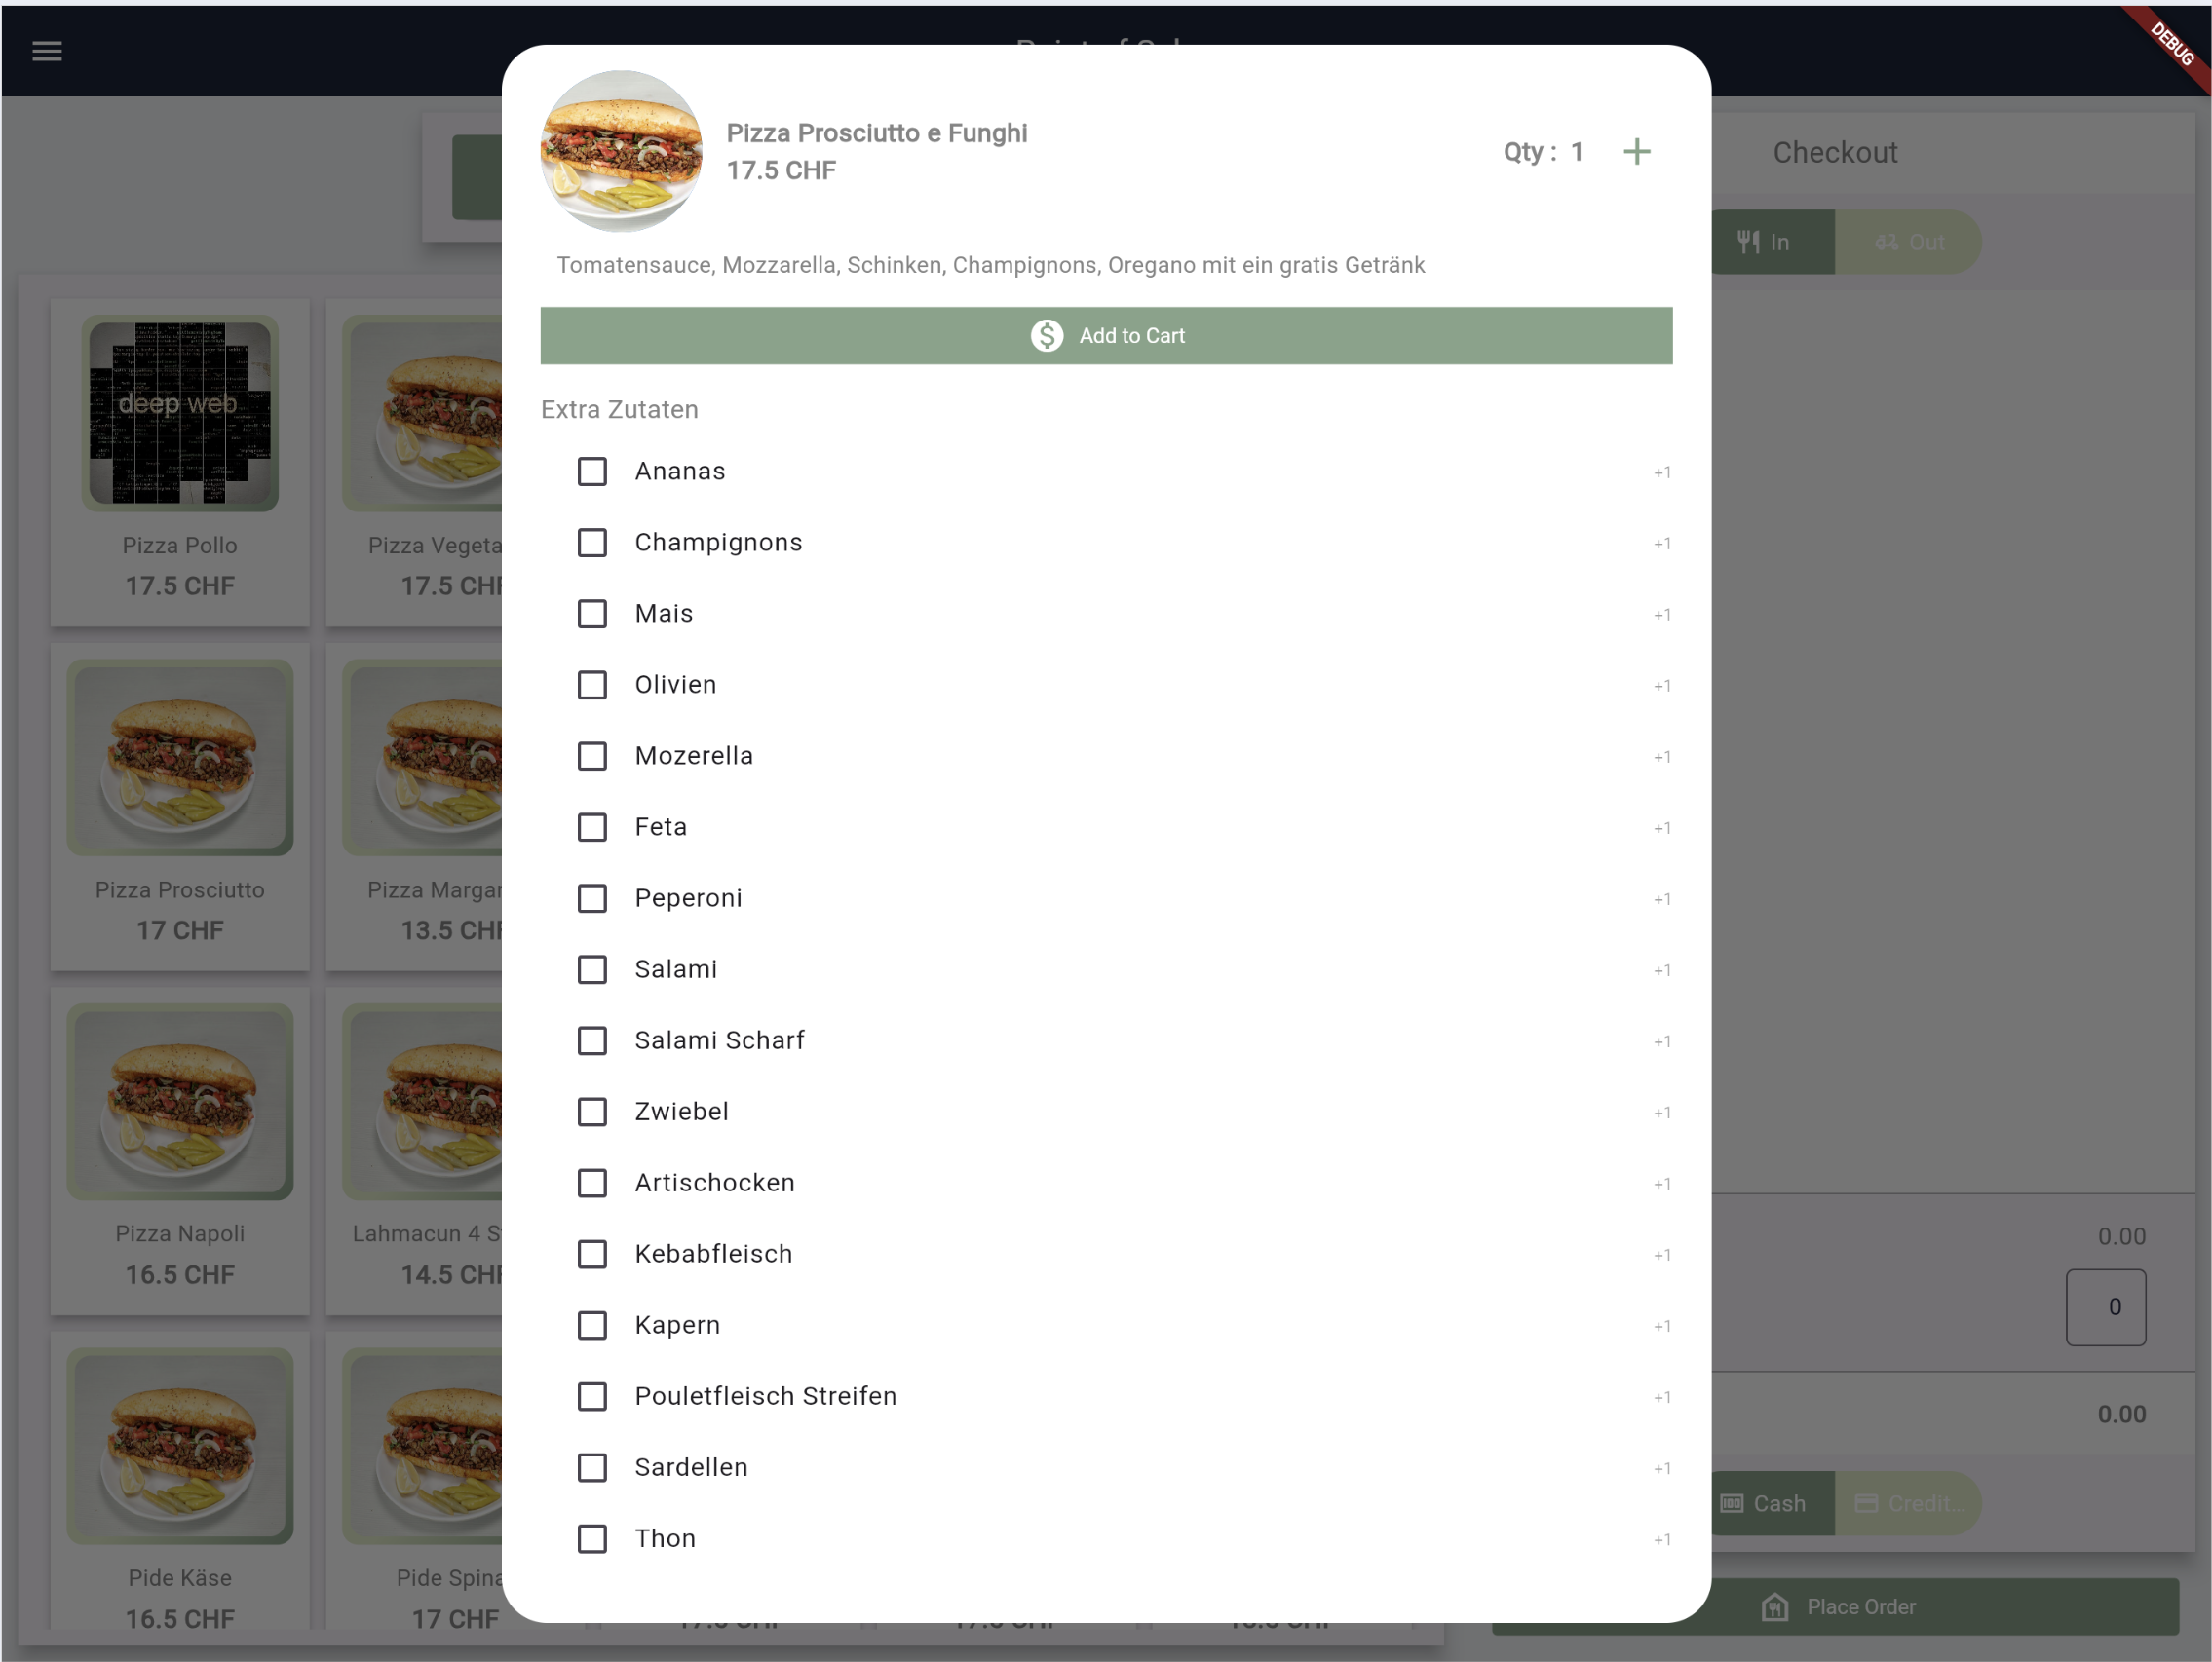 DEBUG
Pizza Prosciutto e Funghi
17.5 CHF
Qty : 1
Tomatensauce, Mozzarella, Schinken, Champignons, Oregano mit ein gratis Getränk
Add to Cart
Extra Zutaten
Ananas +1
Champignons +1
Mais +1
Olivien +1
Mozerella +1
Feta +1
Peperoni +1
Salami +1
Salami Scharf +1
Zwiebel +1
Artischocken +1
Kebabfleisch +1
Kapern +1
Pouletfleisch Streifen +1
Sardellen +1
Thon +1
deep web
Pizza Pollo
17.5 CHF
Pizza Vegeta
17.5 CHF
Pizza Prosciutto
17 CHF
Pizza Margar
13.5 CHF
Pizza Napoli
16.5 CHF
Lahmacun 4 S
14.5 CHF
Pide Käse
16.5 CHF
Pide Spina
17 CHF
Checkout
In
Out
0.00
0
0.00
Cash
Credit...
Place Order